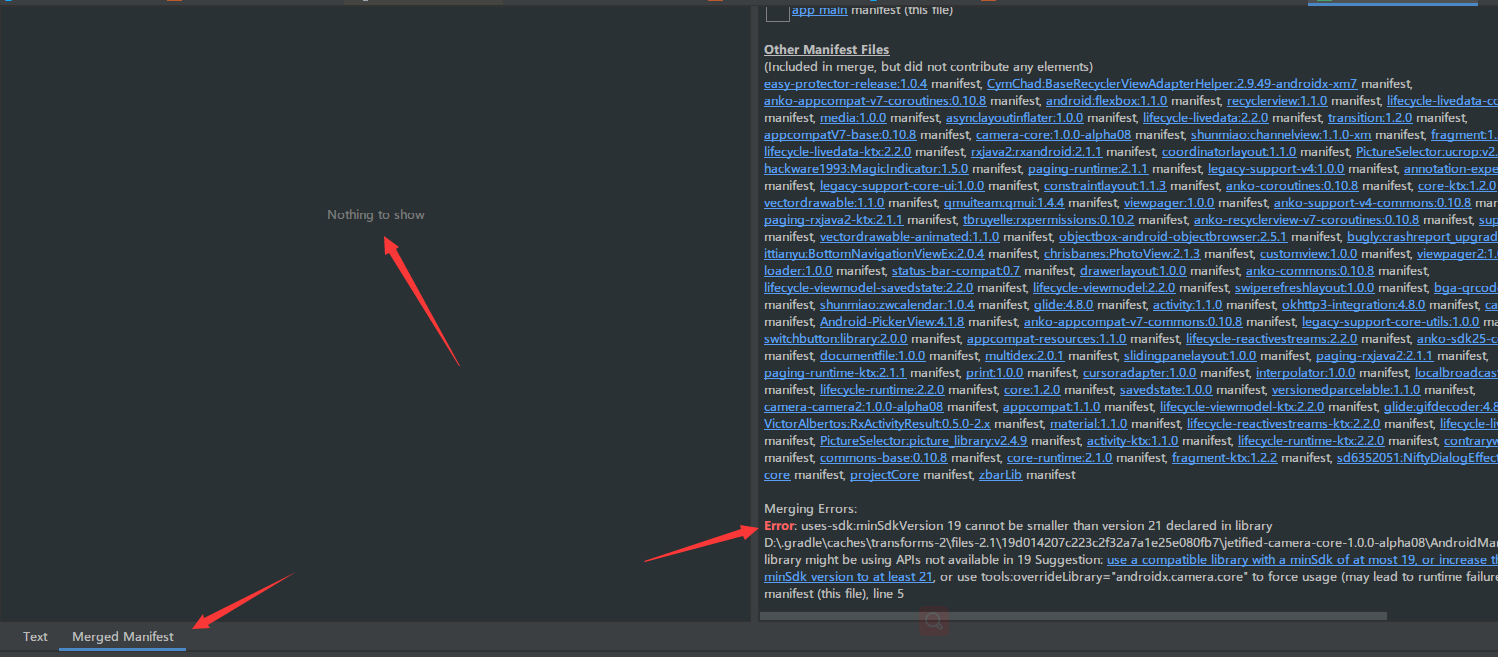 Nothing to show
Text
Merged Manifest
app main manifest (this file)
Other Manifest Files
(Included in merge, but did not contribute any elements)
easy-protector-release:1.0.4 manifest, CymChad:BaseRecyclerViewAdapterHelper:2.9.49-androidx-xm7 manifest,
anko-appcompat-v7-coroutines:0.10.8 manifest, android:flexbox:1.1.0 manifest, recyclerview:1.1.0 manifest, lifecycle-livedata-co
manifest, media:1.0.0 manifest, asynclayoutinflater:1.0.0 manifest, lifecycle-livedata:2.2.0 manifest, transition:1.2.0 manifest,
appcompatV7-base:0.10.8 manifest, camera-core:1.0.0-alpha08 manifest, shunmiao:channelview:1.1.0-xm manifest, fragment:1.
lifecycle-livedata-ktx:2.2.0 manifest, rxjava2:rxandroid:2.1.1 manifest, coordinatorlayout:1.1.0 manifest, PictureSelector:ucrop:v2.
hackware1993:MagicIndicator:1.5.0 manifest, paging-runtime:2.1.1 manifest, legacy-support-v4:1.0.0 manifest, annotation-expe
manifest, legacy-support-core-ui:1.0.0 manifest, constraintlayout:1.1.3 manifest, anko-coroutines:0.10.8 manifest, core-ktx:1.2.0
vectordrawable:1.1.0 manifest, qmuiteam:qmui:1.4.4 manifest, viewpager:1.0.0 manifest, anko-support-v4-commons:0.10.8 mar
paging-rxjava2-ktx:2.1.1 manifest, tbruyelle:rxpermissions:0.10.2 manifest, anko-recyclerview-v7-coroutines:0.10.8 manifest, sup
manifest, vectordrawable-animated:1.1.0 manifest, objectbox-android-objectbrowser:2.5.1 manifest, bugly:crashreport_upgrad
ittianyu:BottomNavigationViewEx:2.0.4 manifest, chrisbanes:PhotoView:2.1.3 manifest, customview:1.0.0 manifest, viewpager2:1.
loader:1.0.0 manifest, status-bar-compat:0.7 manifest, drawerlayout:1.0.0 manifest, anko-commons:0.10.8 manifest,
lifecycle-viewmodel-savedstate:2.2.0 manifest, lifecycle-viewmodel:2.2.0 manifest, swiperefreshlayout:1.0.0 manifest, bga-qrcod
manifest, shunmiao:zwcalendar:1.0.4 manifest, glide:4.8.0 manifest, activity:1.1.0 manifest, okhttp3-integration:4.8.0 manifest, ca
manifest, Android-PickerView:4.1.8 manifest, anko-appcompat-v7-commons:0.10.8 manifest, legacy-support-core-utils:1.0.0 manifest,
switchbutton:library:2.0.0 manifest, appcompat-resources:1.1.0 manifest, lifecycle-reactivestreams:2.2.0 manifest, anko-sdk25-c
manifest, documentfile:1.0.0 manifest, multidex:2.0.1 manifest, slidingpanelayout:1.0.0 manifest, paging-rxjava2:2.1.1 manifest,
paging-runtime-ktx:2.1.1 manifest, print:1.0.0 manifest, cursoradapter:1.0.0 manifest, interpolator:1.0.0 manifest, localbroadcas
manifest, lifecycle-runtime:2.2.0 manifest, core:1.2.0 manifest, savedstate:1.0.0 manifest, versionedparcelable:1.1.0 manifest,
camera-camera2:1.0.0-alpha08 manifest, appcompat:1.1.0 manifest, lifecycle-viewmodel-ktx:2.2.0 manifest, glide:gifdecoder:4.8
VictorAlbertos:RxActivityResult:0.5.0-2.x manifest, material:1.1.0 manifest, lifecycle-reactivestreams-ktx:2.2.0 manifest, lifecycle-li
manifest, PictureSelector:picture_library:v2.4.9 manifest, activity-ktx:1.1.0 manifest, lifecycle-runtime-ktx:2.2.0 manifest, contraryw
manifest, commons-base:0.10.8 manifest, core-runtime:2.1.0 manifest, fragment-ktx:1.2.2 manifest, sd6352051:NiftyDialogEffect
core manifest, projectCore manifest, zbarLib manifest
Merging Errors:
Error: uses-sdk:minSdkVersion 19 cannot be smaller than version 21 declared in library
D:\.gradle\caches\transforms-2\files-2.1\19d014207c223c2f32a7a1e25e080fb7\jetified-camera-core-1.0.0-alpha08\AndroidMa
library might be using APIs not available in 19 Suggestion: use a compatible library with a minSdk of at most 19, or increase th
minSdk version to at least 21, or use tools:overrideLibrary="androidx.camera.core" to force usage (may lead to runtime failure
manifest (this file), line 5